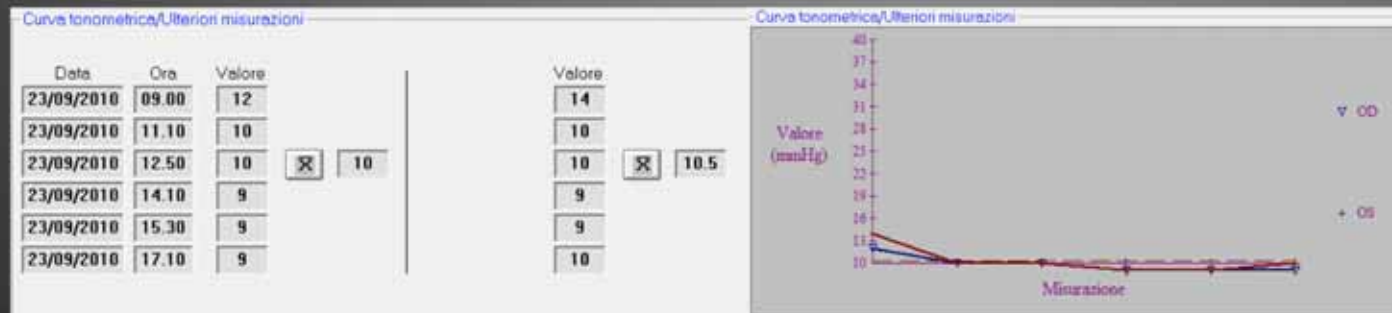 Curva tonometrica/Ulteriori misurazioni
Data Ora Valore Valore
23/09/2010 09.00 12 14
23/09/2010 11.10 10 10
23/09/2010 12.50 10 X 10 10 X 10.5
23/09/2010 14.10 9 9
23/09/2010 15.30 9 9
23/09/2010 17.10 9 10
Curva tonometrica/Ulteriori misurazioni
Valore
(mmHg)
40
37
34
31
28
25
22
19
16
13
10
Misurazione
OD
OS